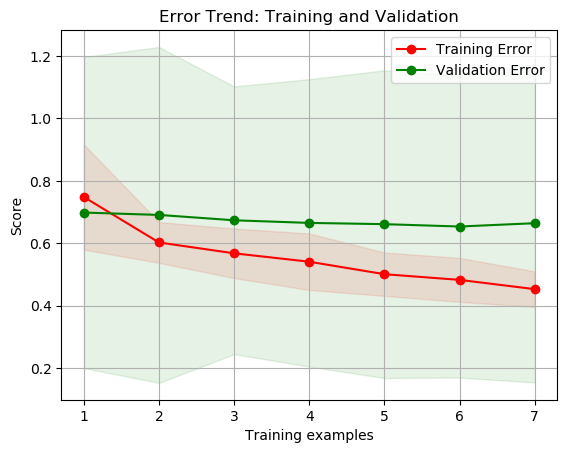 Error Trend: Training and Validation
Training Error
Validation Error
Score
1.2
1.0
0.8
0.6
0.4
0.2
1 2 3 4 5 6 7
Training examples